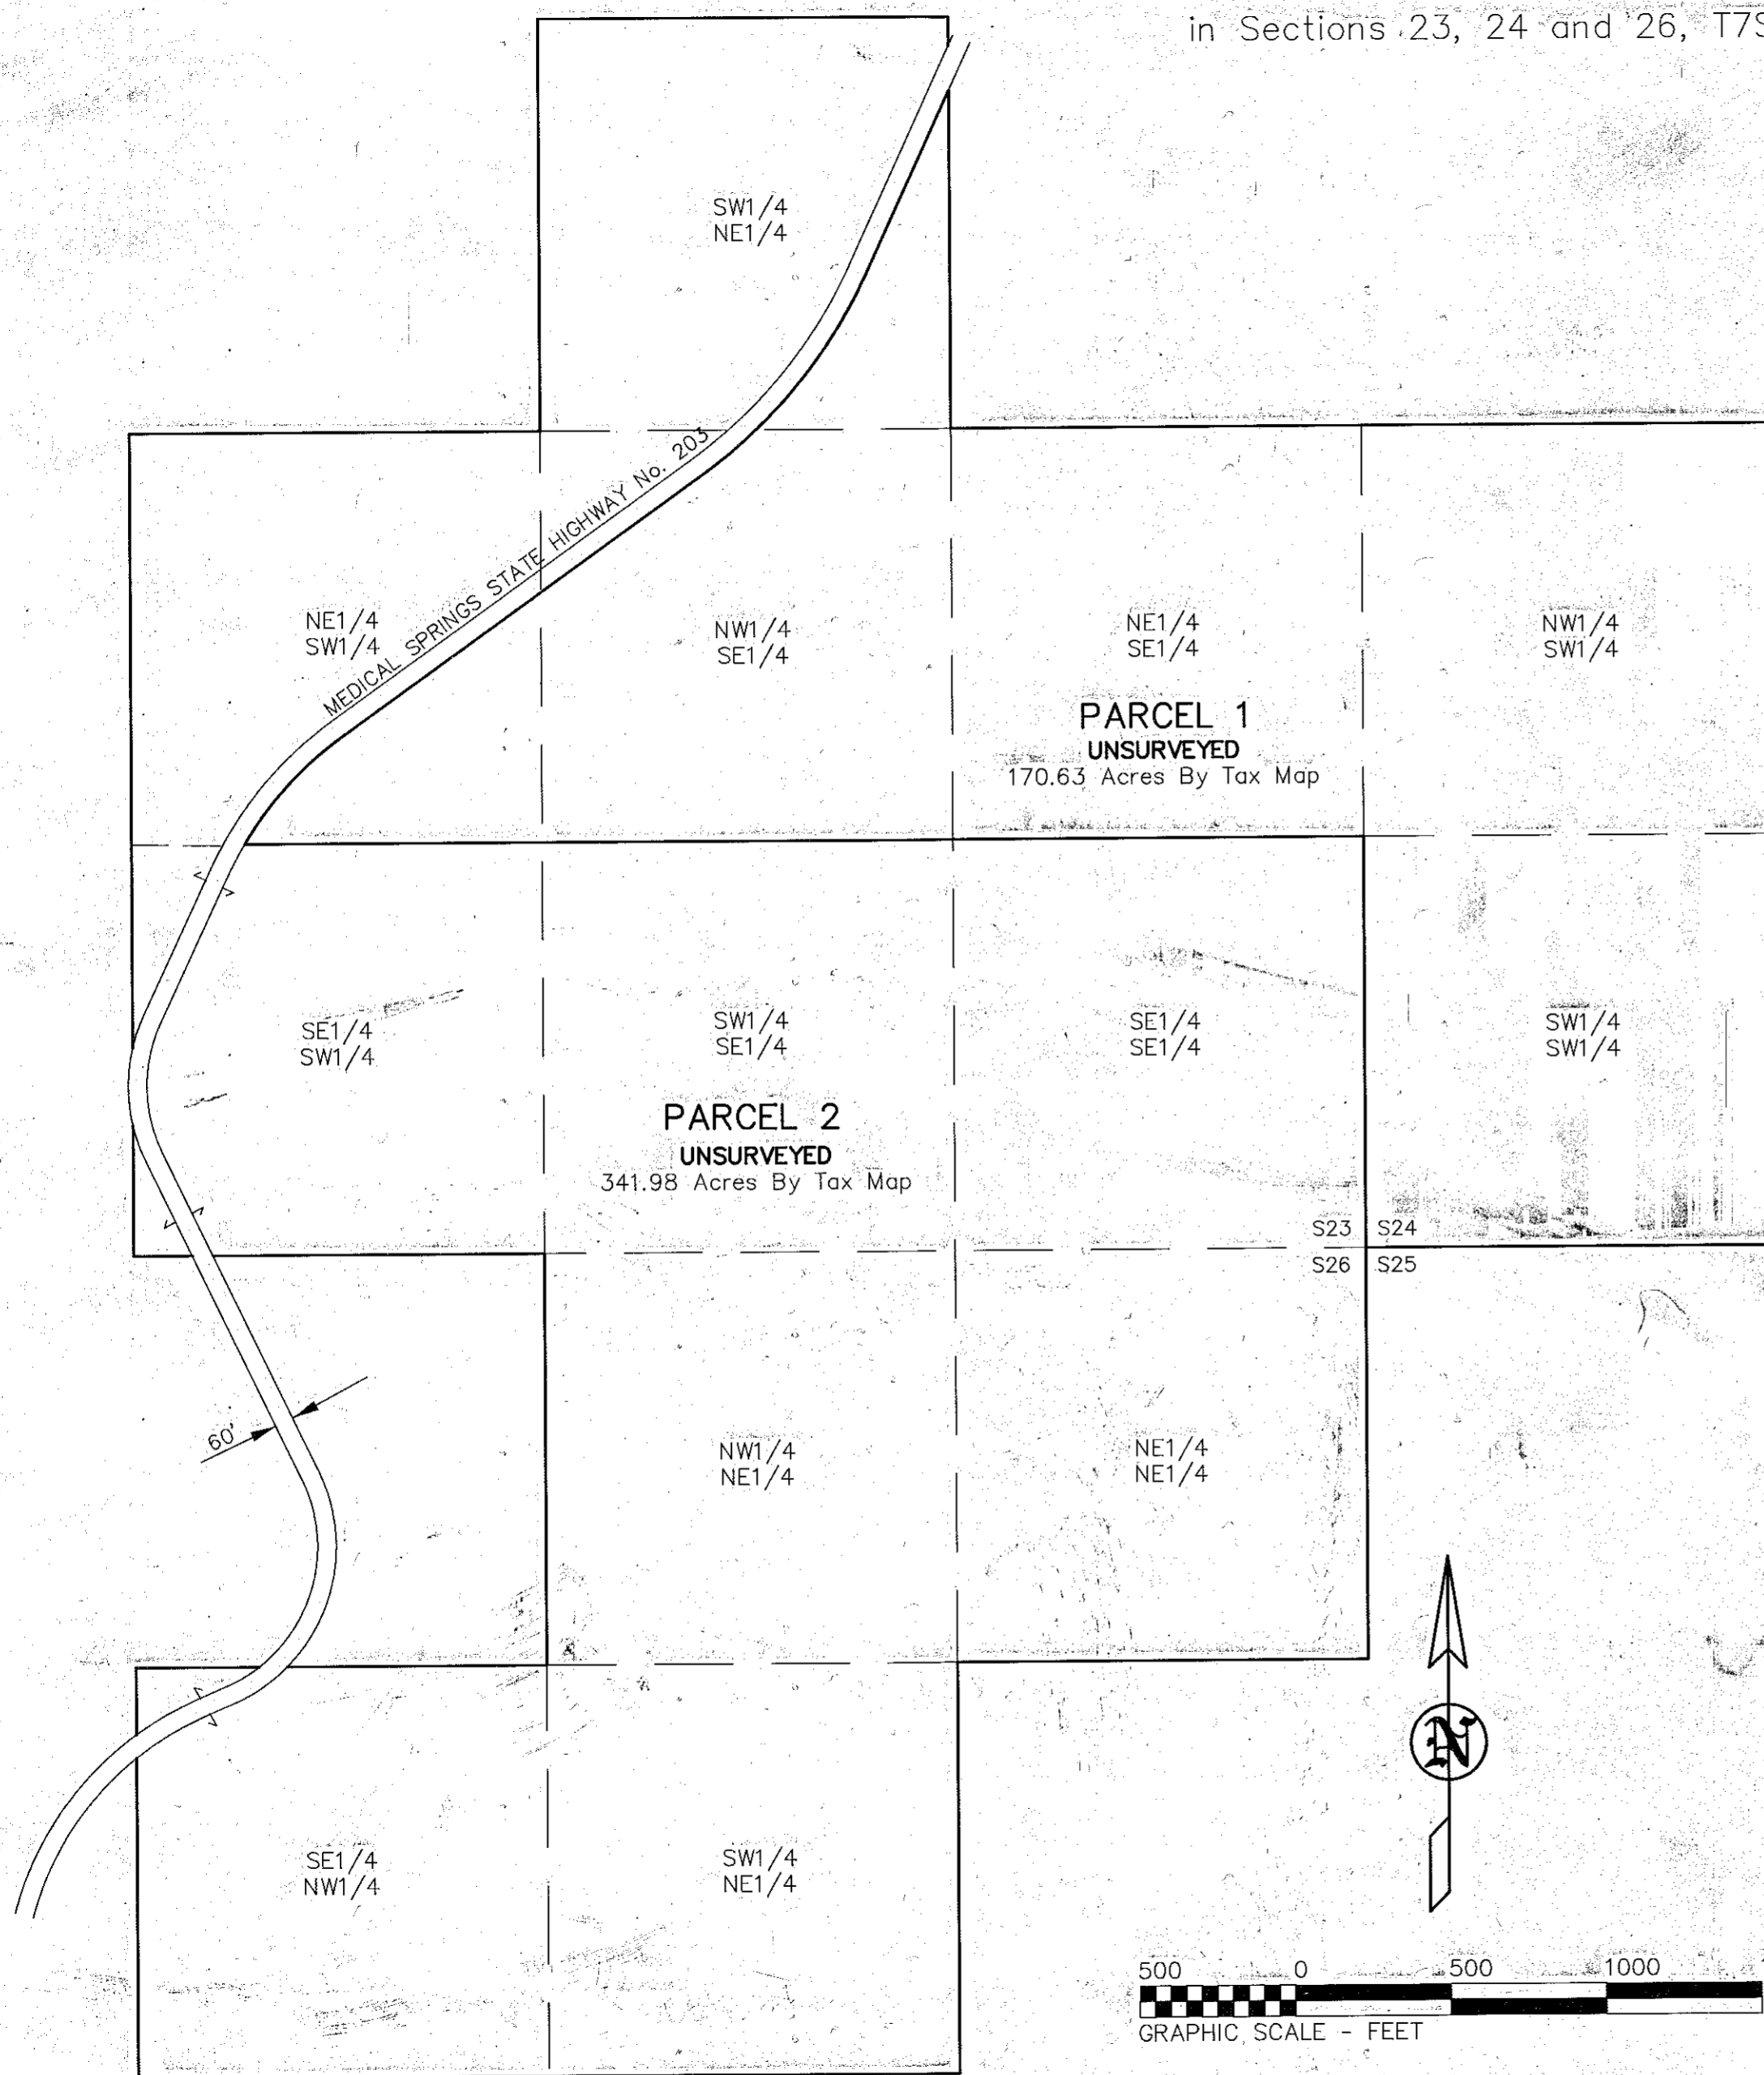 in Sections 23, 24 and 26, T7S
SW1/4
NE1/4
MEDICAL SPRINGS STATE HIGHWAY No. 203
NE1/4
SW1/4
NW1/4
SE1/4
NE1/4
SE1/4
NW1/4
SW1/4
PARCEL 1
UNSURVEYED
170.63 Acres By Tax Map
SE1/4
SW1/4
SW1/4
SE1/4
SE1/4
SE1/4
SW1/4
SW1/4
PARCEL 2
UNSURVEYED
341.98 Acres By Tax Map
S23 S24
S26 S25
60'
NW1/4
NE1/4
NE1/4
NE1/4
N
SE1/4
NW1/4
SW1/4
NE1/4
500 0 500 1000
GRAPHIC SCALE - FEET